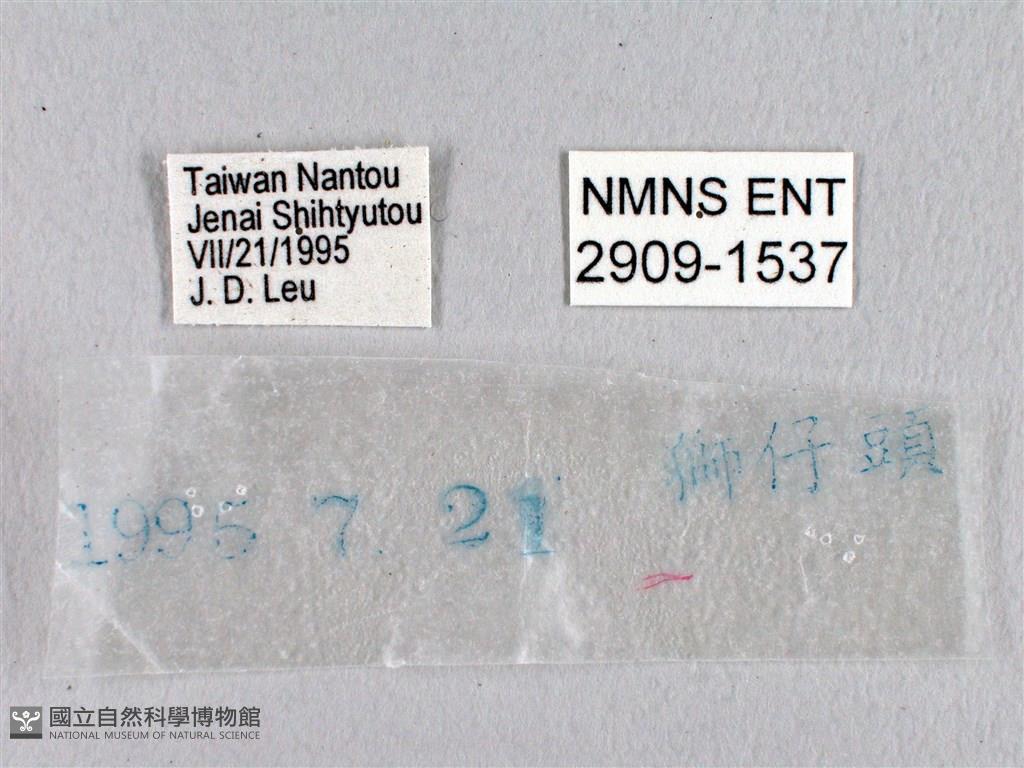 Taiwan Nantou
Jenai Shihtyutou
VII/21/1995
J. D. Leu
NMNS ENT
2909-1537
獅仔頭
1995 7. 21
國立自然科學博物館
NATIONAL MUSEUM OF NATURAL SCIENCE